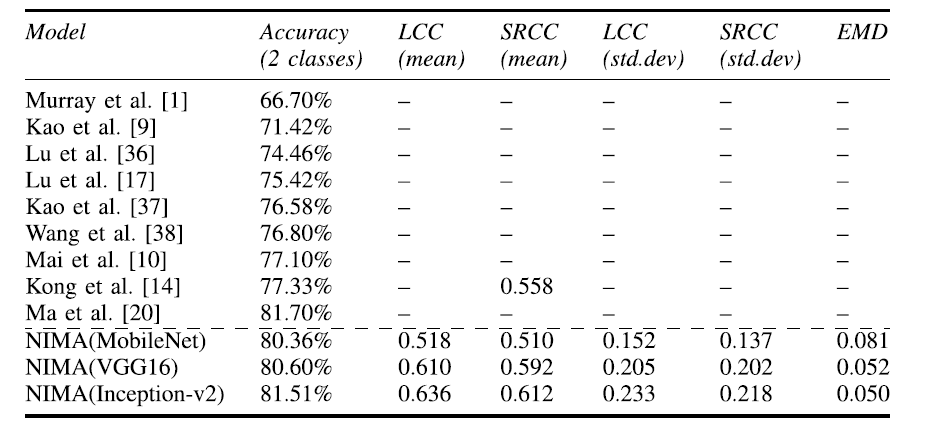 Model Accuracy LCC SRCC LCC SRCC EMD
(2 classes) (mean) (mean) (std.dev) (std.dev)
Murray et al. [1] 66.70% – – – – –
Kao et al. [9] 71.42% – – – – –
Lu et al. [36] 74.46% – – – – –
Lu et al. [17] 75.42% – – – – –
Kao et al. [37] 76.58% – – – – –
Wang et al. [38] 76.80% – – – – –
Mai et al. [10] 77.10% – – – – –
Kong et al. [14] 77.33% – 0.558 – – –
Ma et al. [20] 81.70% – – – – –
NIMA(MobileNet) 80.36% 0.518 0.510 0.152 0.137 0.081
NIMA(VGG16) 80.60% 0.610 0.592 0.205 0.202 0.052
NIMA(Inception-v2) 81.51% 0.636 0.612 0.233 0.218 0.050